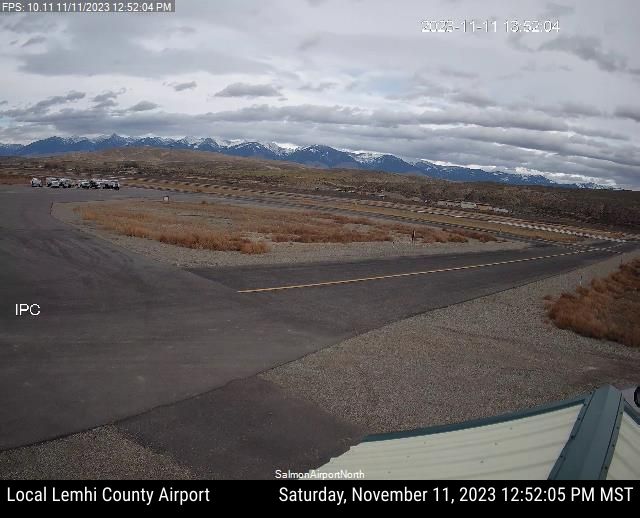 FPS: 10.11 11/11/2023 12:52:04 PM
2023-11-11 13:52:04
IPC
SalmonAirportNorth
Local Lemhi County Airport Saturday, November 11, 2023 12:52:05 PM MST